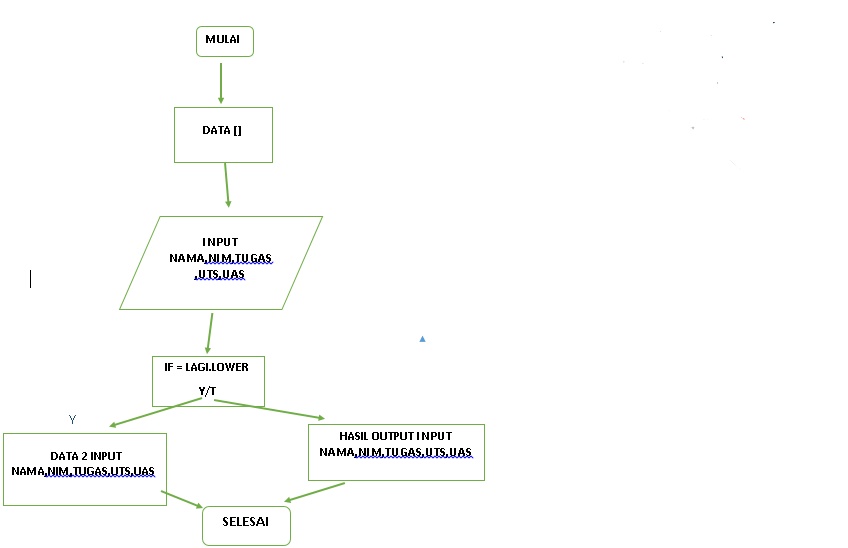 MULAI
DATA []
INPUT
NAMA,NIM,TUGAS
,UTS,UAS
IF = LAGI.LOWER
Y/T
Y
DATA 2 INPUT
NAMA,NIM,TUGAS,UTS,UAS
HASIL OUTPUT INPUT
NAMA,NIM,TUGAS,UTS,UAS
SELESAI